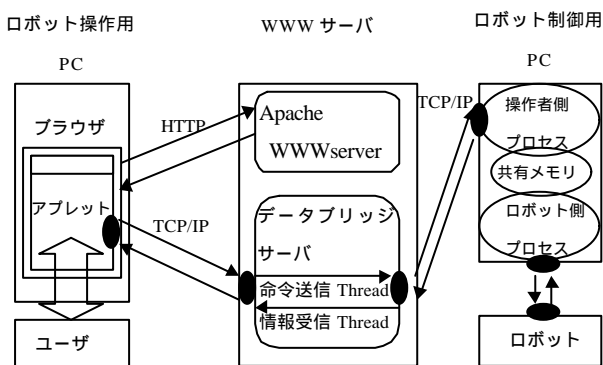 ロボット操作用
PC
ブラウザ
アプレット
ユーザ
HTTP
TCP/IP
WWW サーバ
Apache
WWWserver
データブリッジ
サーバ
命令送信 Thread
情報受信 Thread
TCP/IP
ロボット制御用
PC
操作者側
プロセス
共有メモリ
ロボット側
プロセス
ロボット